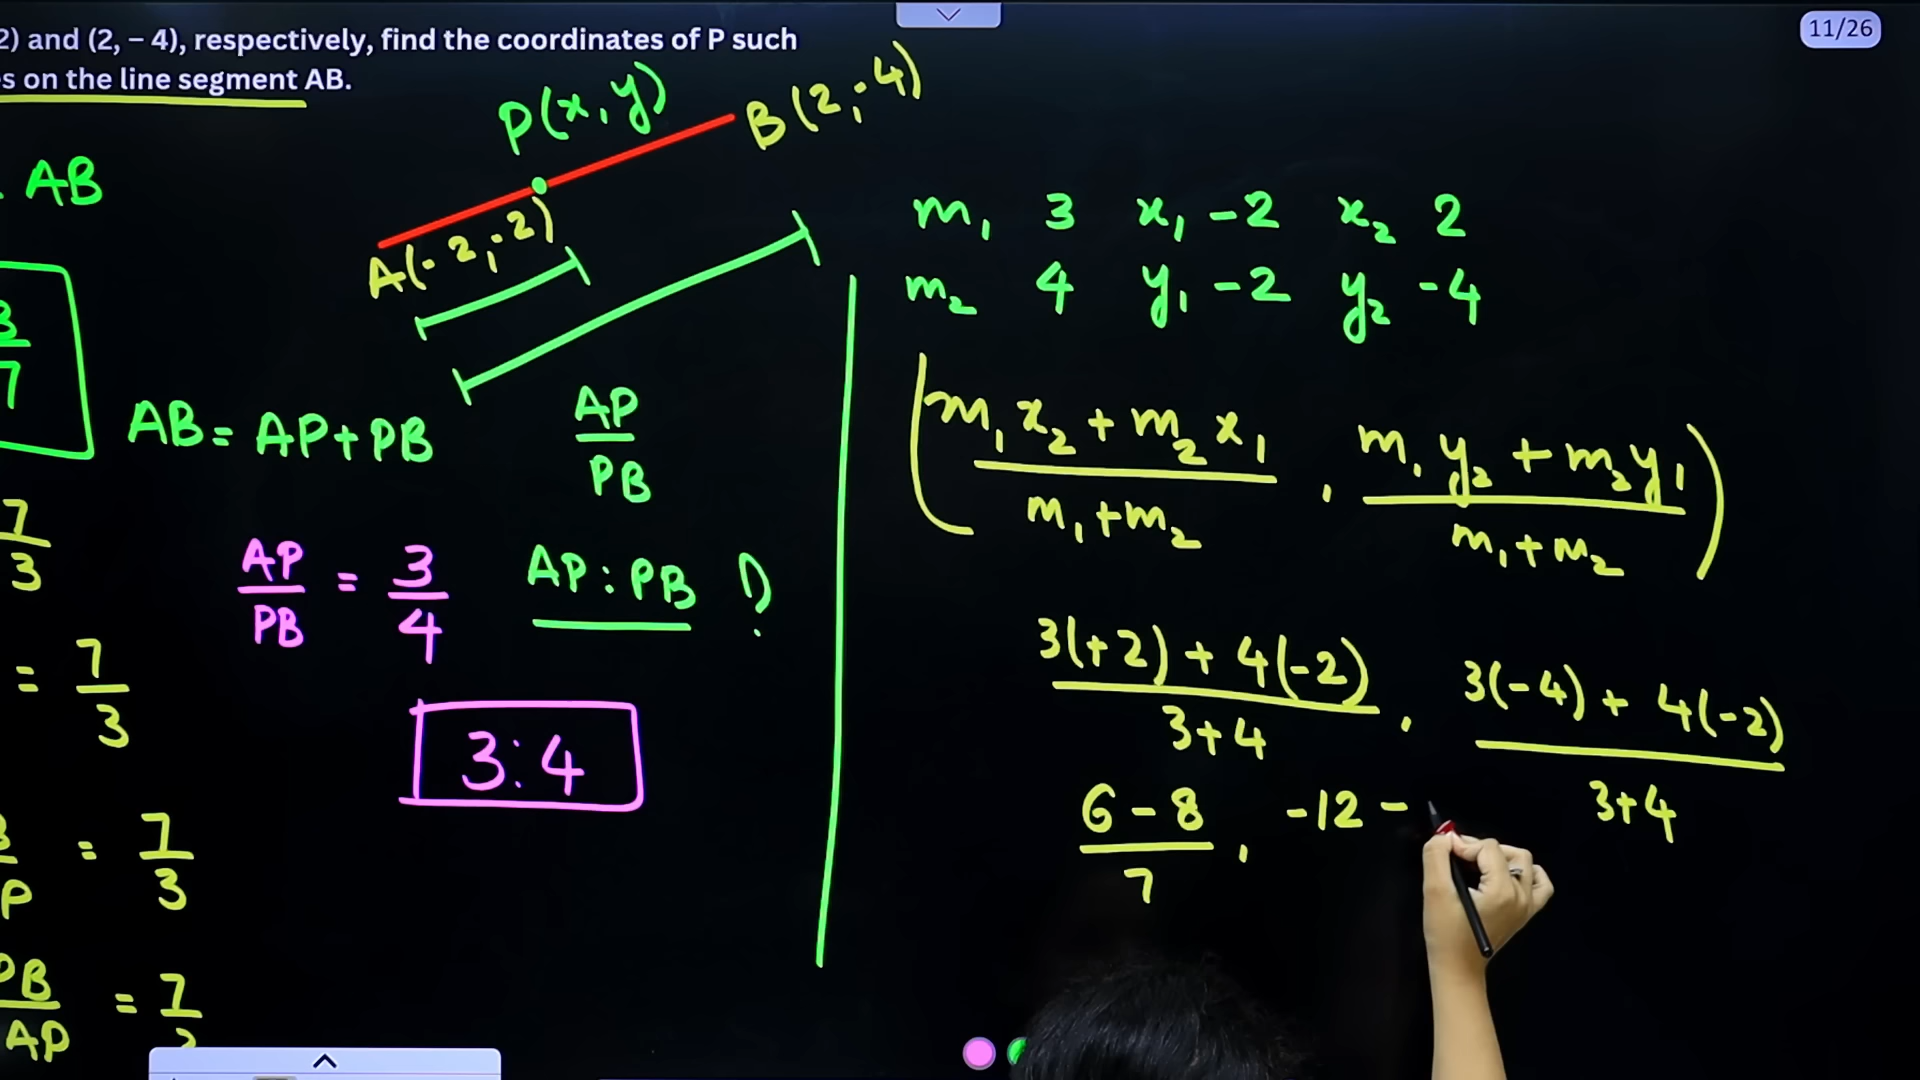 2) and (2, – 4), respectively, find the coordinates of P such
s on the line segment AB.
11/26
P(x, y)
B(2, -4)
A(-2, -2)
AB
3/7
AB = AP+PB
AP/PB
7/3
AP/PB = 3/4
AP : PB
= 7/3
3:4
= 7/3
P
PB/AP = 7
m₁ 3 x₁ -2 x₂ 2
m₂ 4 y₁ -2 y₂ -4
(m₁x₂ + m₂x₁/m₁+m₂ , m₁y₂ + m₂y₁/m₁+m₂)
3(+2) + 4(-2)/3+4 , 3(-4) + 4(-2)/3+4
6 - 8/7 , -12 -